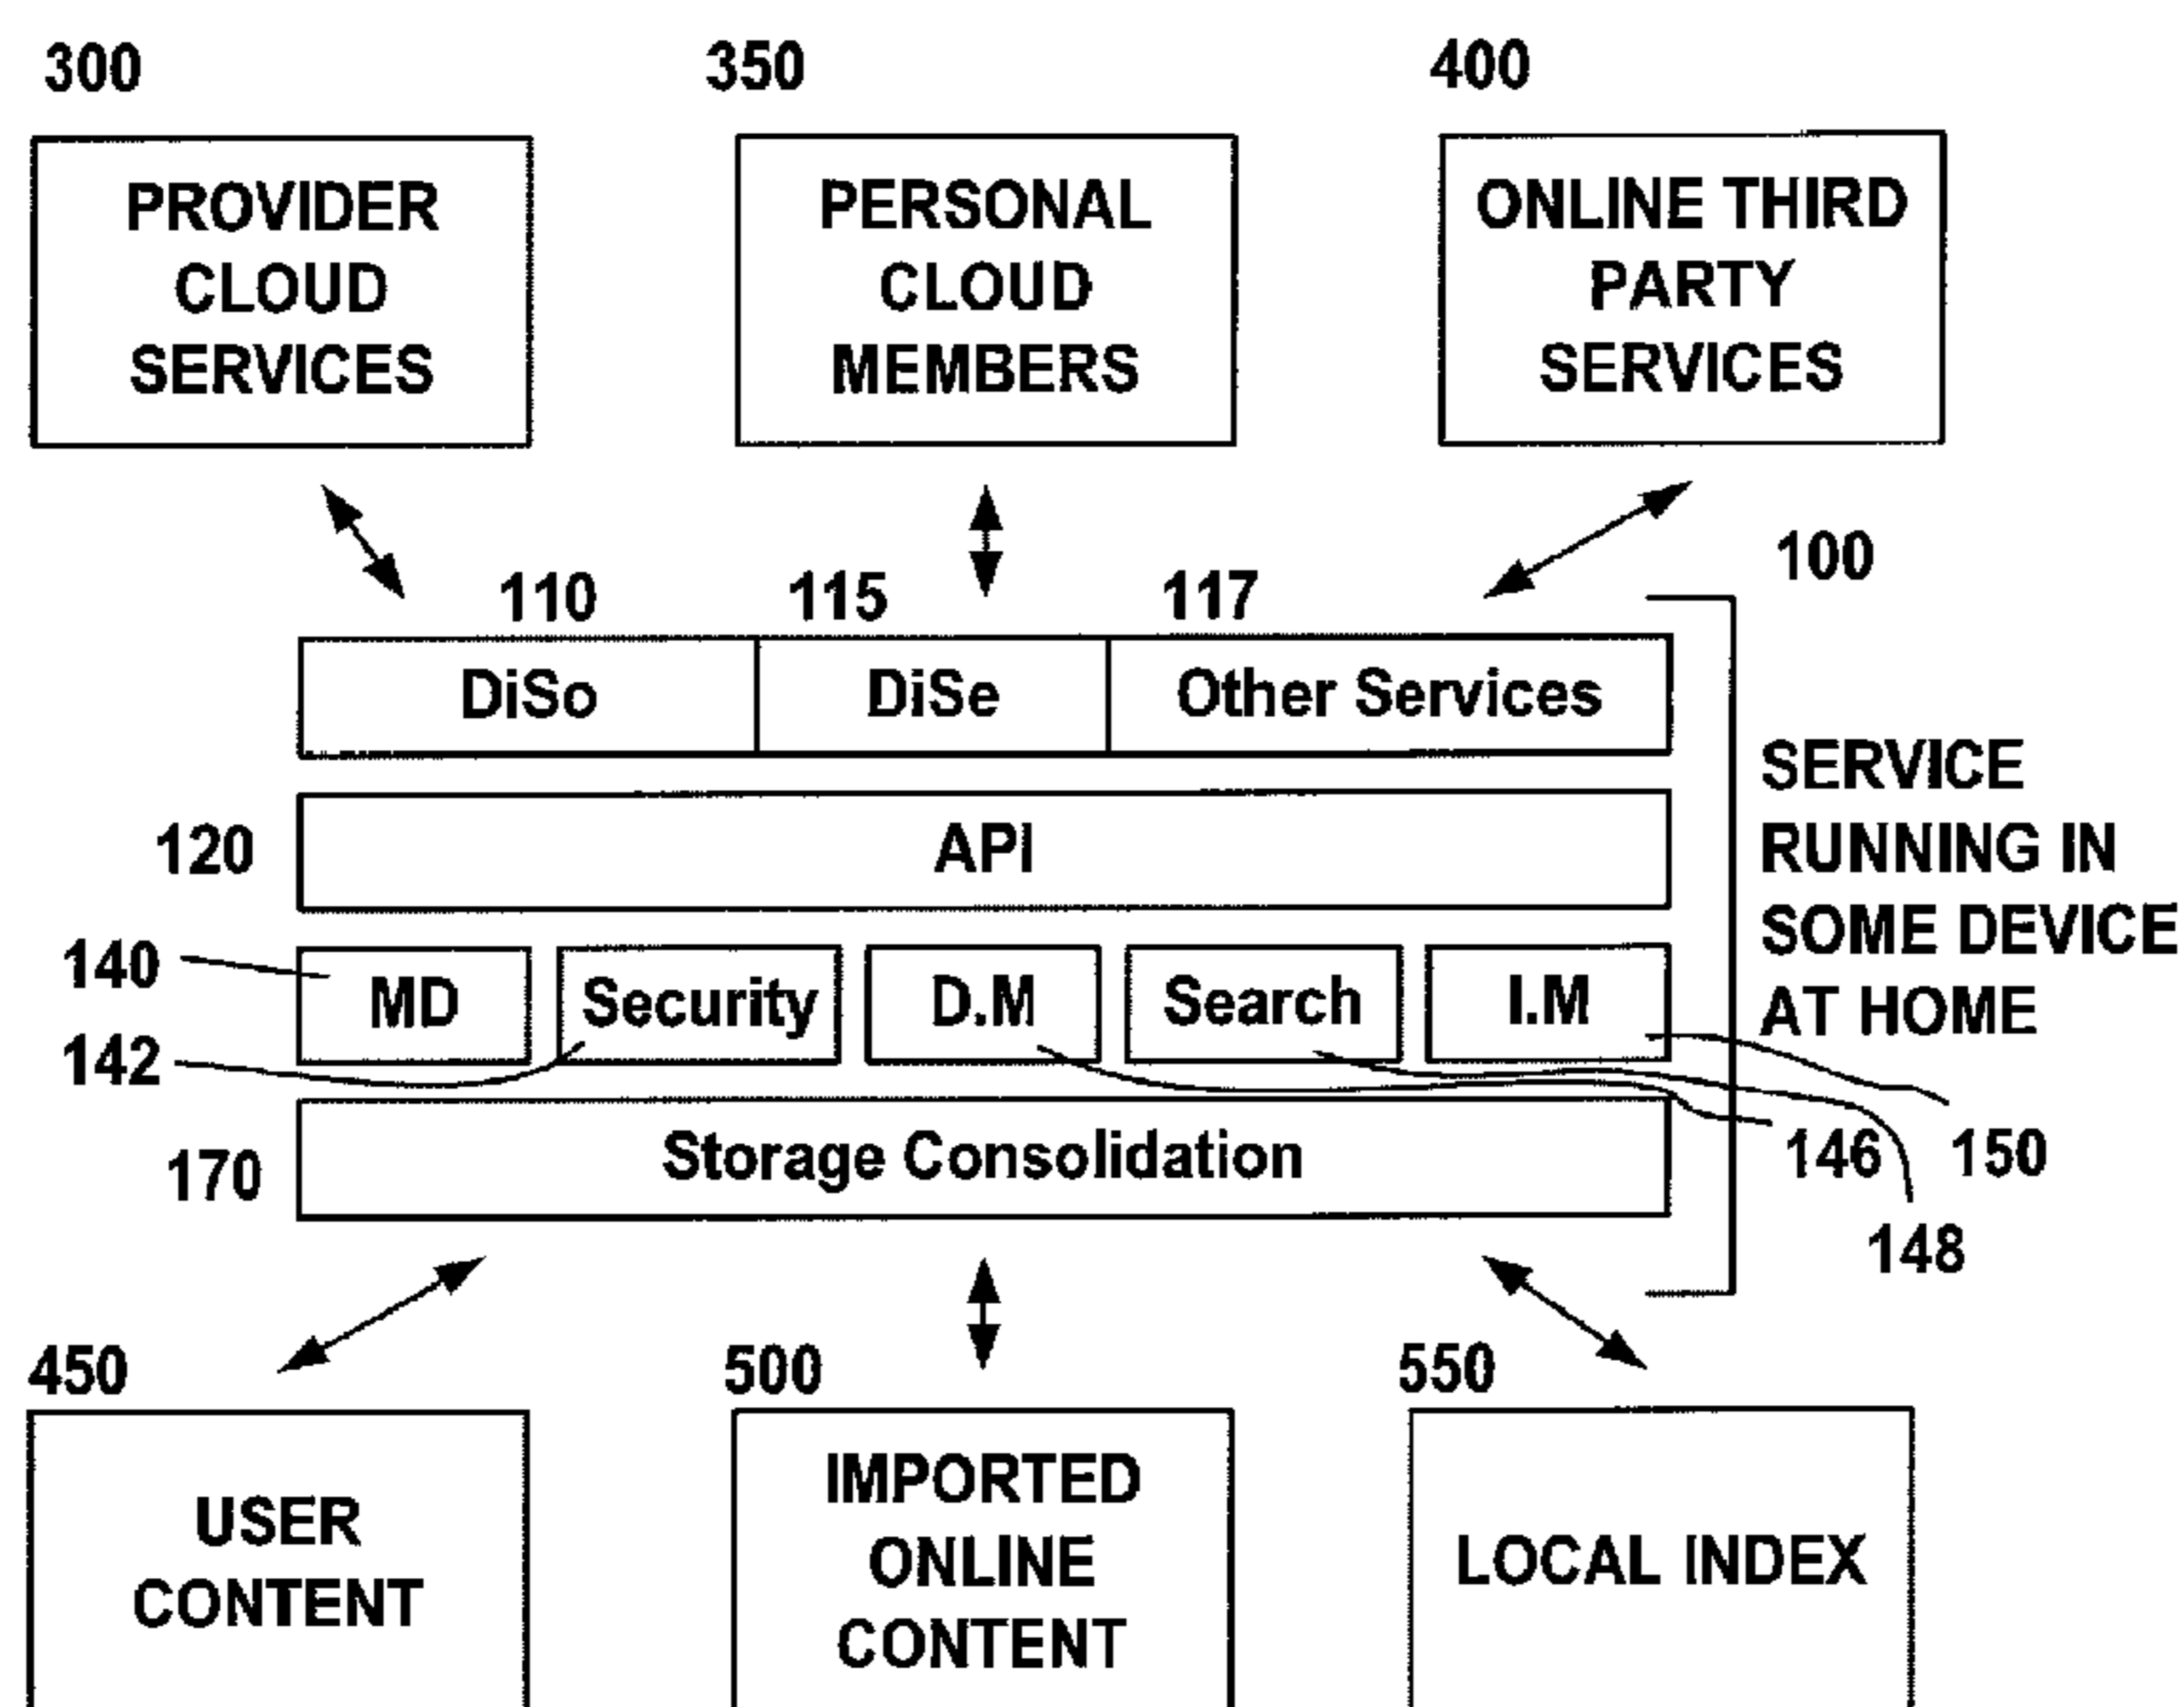 300
350
400
PROVIDER
CLOUD
SERVICES
PERSONAL
CLOUD
MEMBERS
ONLINE THIRD
PARTY
SERVICES
100
110
115
117
DiSo
DiSe
Other Services
SERVICE
RUNNING IN
SOME DEVICE
AT HOME
120
API
140
MD
Security
D.M
Search
I.M
142
170
Storage Consolidation
146
150
148
450
500
550
USER
CONTENT
IMPORTED
ONLINE
CONTENT
LOCAL INDEX